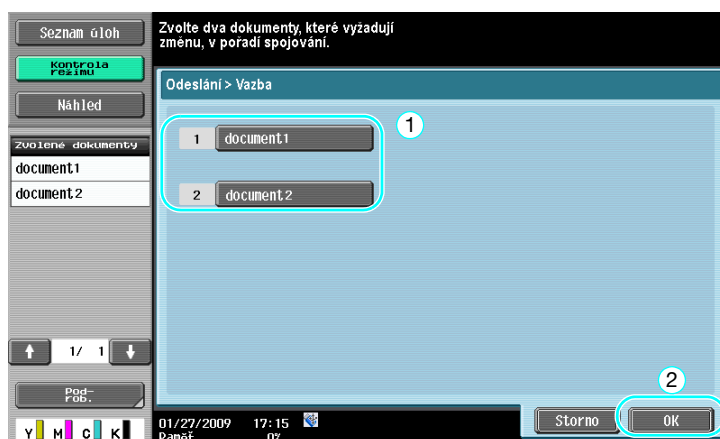 Seznam úloh
Kontrola
režimu
Náhled
Zvolené dokumenty
document1
document2
1/ 1
Pod-
rob.
Y M C K
Zvolte dva dokumenty, které vyžadují
změnu, v pořadí spojování.
Odeslání > Vazba
1 document1
1
2 document2
2
01/27/2009 17:15
Paměť 0%
Storno
OK